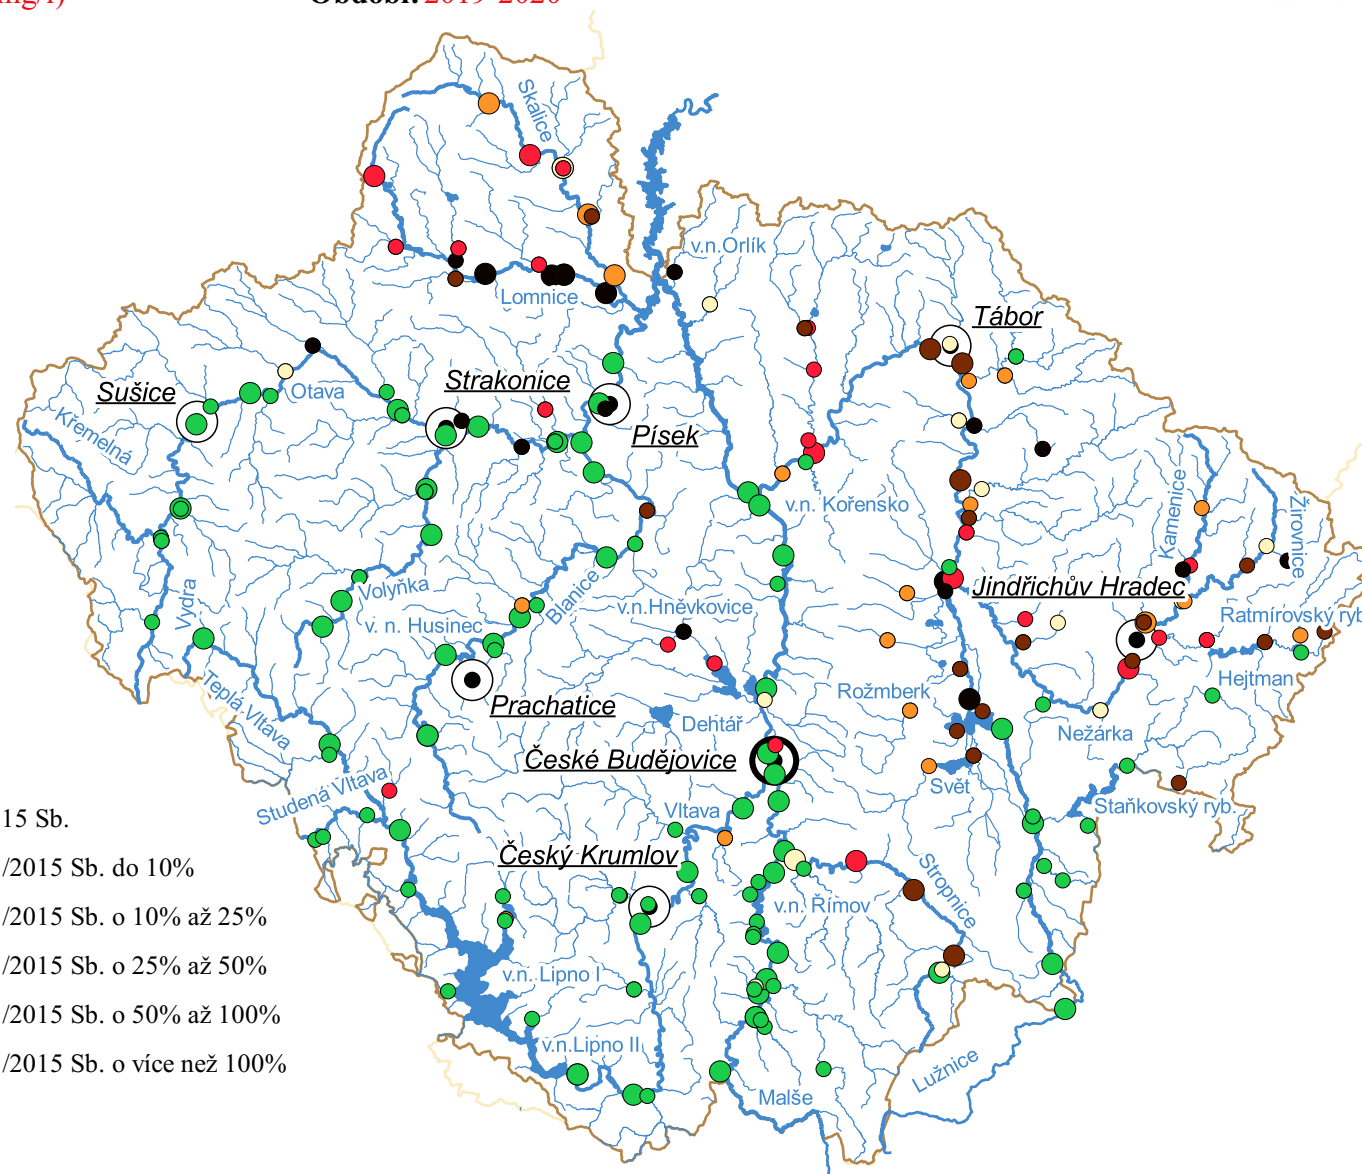 mg/l)
Období: 2019-2020
Skalice
v.n.Orlík
Lomnice
Tábor
Sušice
Otava
Strakonice
Písek
Křemelná
v.n. Kořensko
Kamenice
Žirovnice
Vydra
Volyňka
Blanice
v.n.Hněvkovice
Jindřichův Hradec
Ratmírovský ryb.
v. n. Husinec
Teplá Vltava
Prachatice
Dehtář
Rožmberk
Hejtman
Nežárka
České Budějovice
Svět
Staňkovský ryb.
Studená Vltava
Vltava
15 Sb.
Český Krumlov
Stropnice
/2015 Sb. do 10%
v.n. Římov
/2015 Sb. o 10% až 25%
/2015 Sb. o 25% až 50%
v.n. Lipno I
/2015 Sb. o 50% až 100%
v.n.Lipno II
/2015 Sb. o více než 100%
Lužnice
Malše